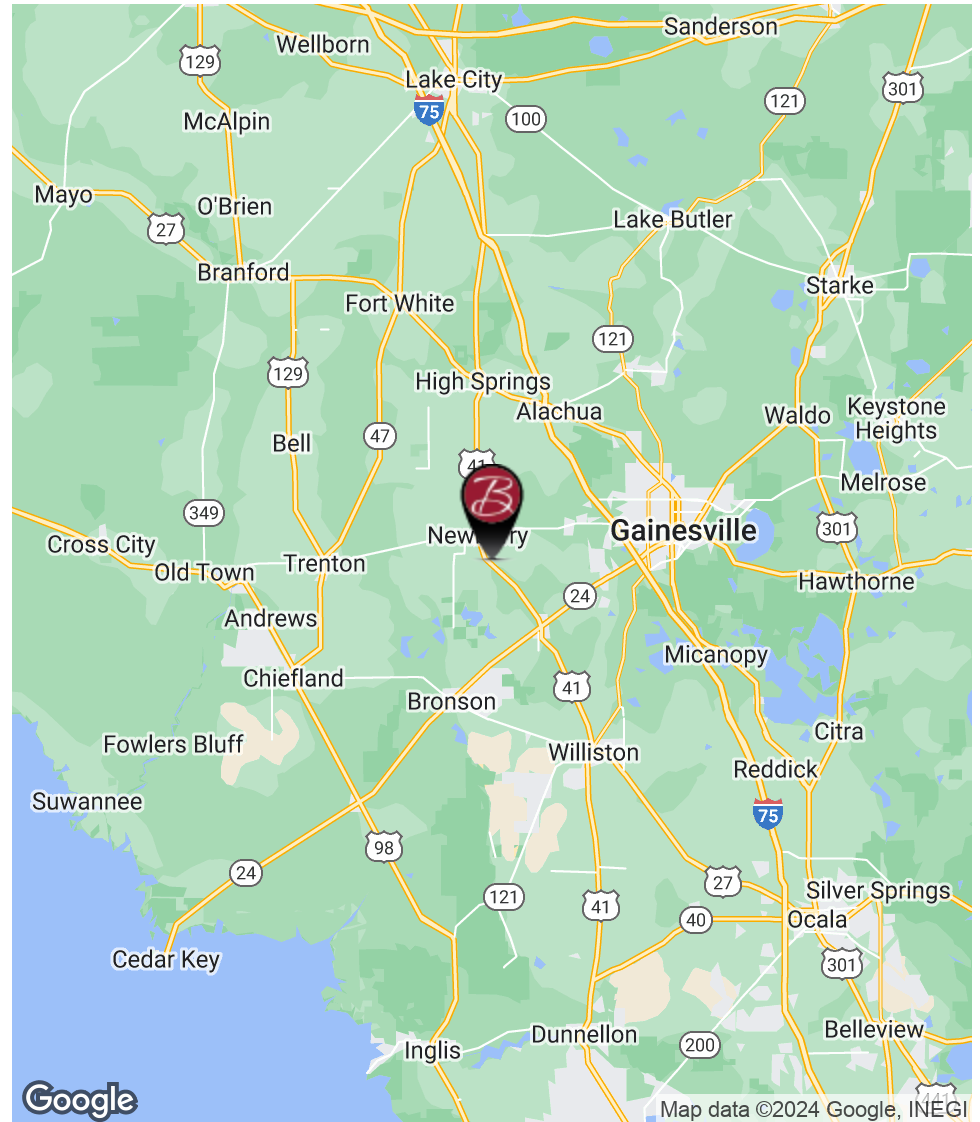 Sanderson
Wellborn
129
Lake City
301
121
75
100
McAlpin
Mayo
O'Brien
Lake Butler
27
Branford
Starke
Fort White
121
129
High Springs
Alachua
Waldo
Keystone
Heights
47
Bell
41
Melrose
B
349
301
Gainesville
Cross City
Trenton
Old Town
Hawthorne
24
Andrews
Micanopy
Chiefland
41
Bronson
Citra
Fowlers Bluff
Williston
Reddick
Suwannee
75
98
24
27
Silver Springs
121
41
40
Ocala
Cedar Key
301
Belleview
Dunnellon
200
Inglis
441
Google
Map data ©2024 Google, INEGI